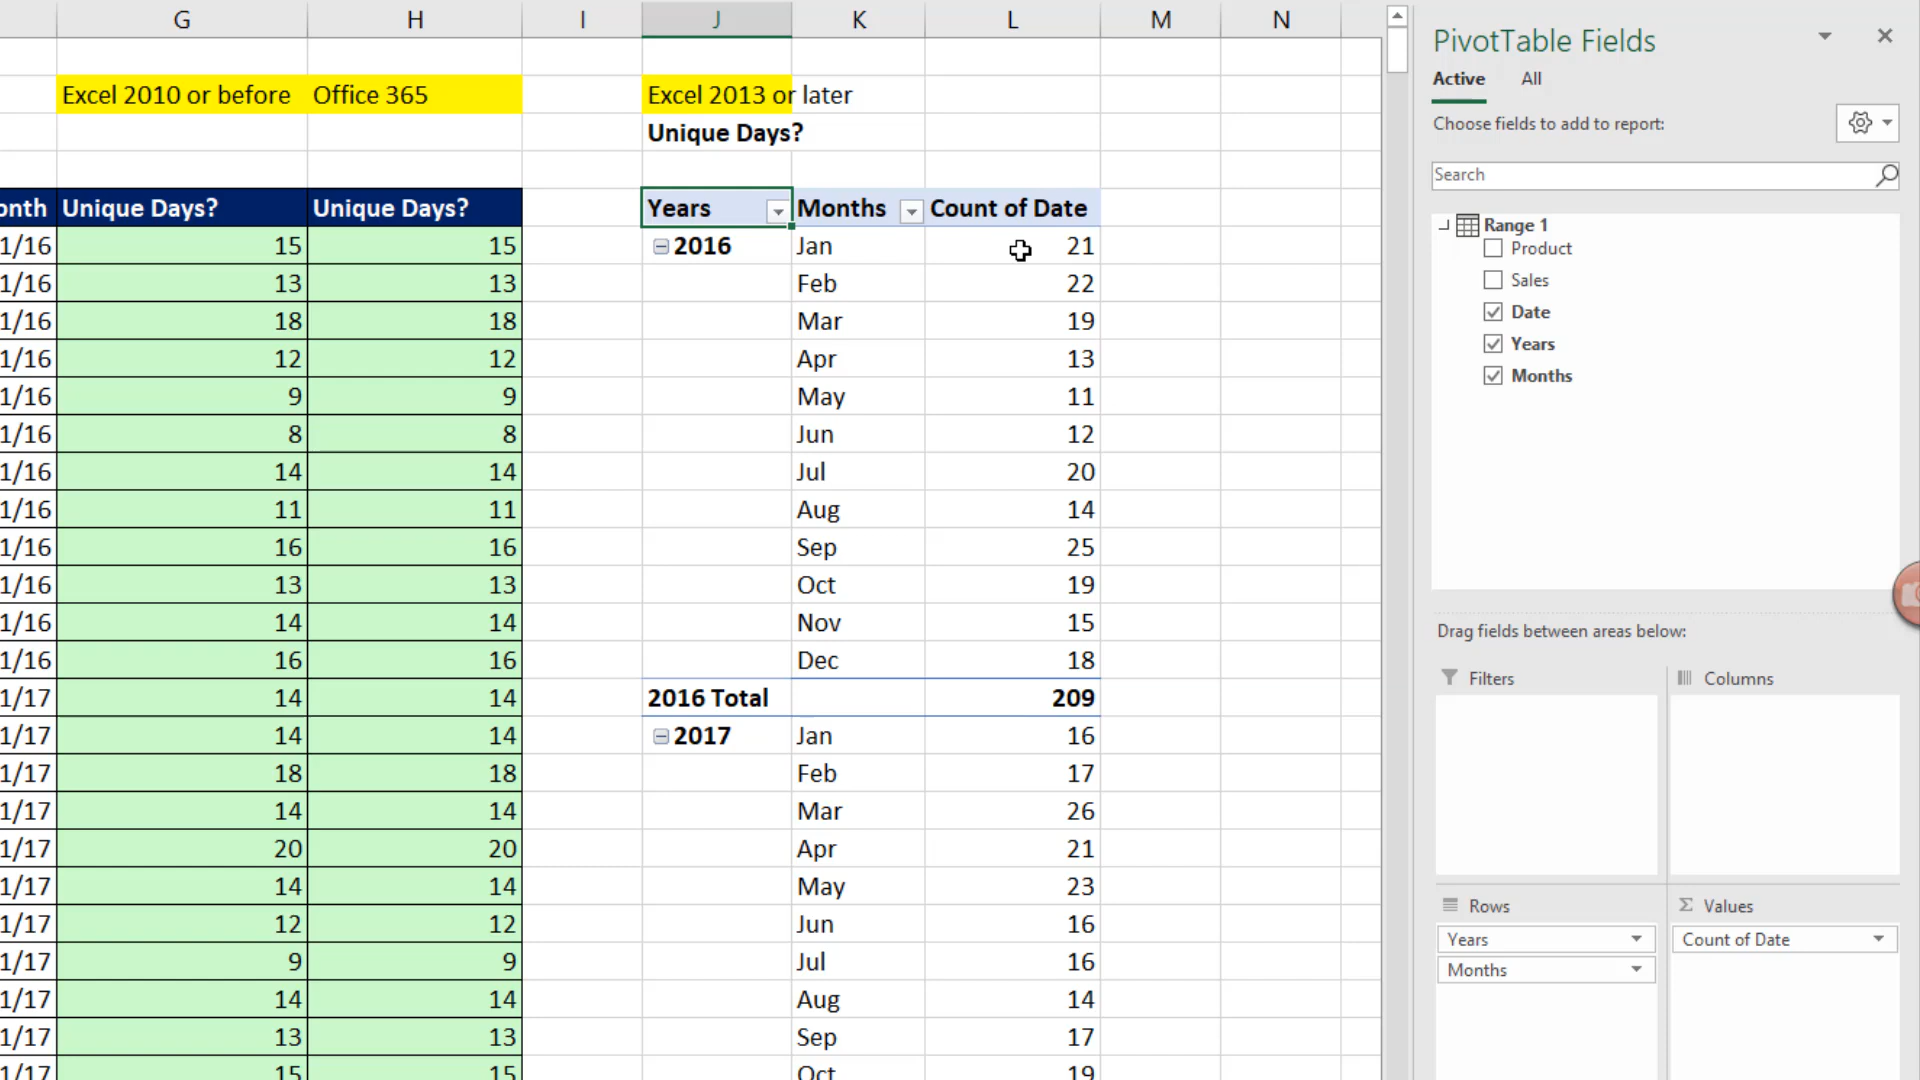 G H I J K L M N
Excel 2010 or before Office 365 Excel 2013 or later
Unique Days?
onth Unique Days? Unique Days? Years Months Count of Date
1/16 15 15 2016 Jan 21
1/16 13 13 Feb 22
1/16 18 18 Mar 19
1/16 12 12 Apr 13
1/16 9 9 May 11
1/16 8 8 Jun 12
1/16 14 14 Jul 20
1/16 11 11 Aug 14
1/16 16 16 Sep 25
1/16 13 13 Oct 19
1/16 14 14 Nov 15
1/16 16 16 Dec 18
1/17 14 14 2016 Total 209
1/17 14 14 2017 Jan 16
1/17 18 18 Feb 17
1/17 14 14 Mar 26
1/17 20 20 Apr 21
1/17 14 14 May 23
1/17 12 12 Jun 16
1/17 9 9 Jul 16
1/17 14 14 Aug 14
1/17 13 13 Sep 17
1/17 15 15 Oct 19
PivotTable Fields
Active All
Choose fields to add to report:
Search
Range 1
Product
Sales
Date
Years
Months
Drag fields between areas below:
Filters Columns
Rows Values
Years Count of Date
Months